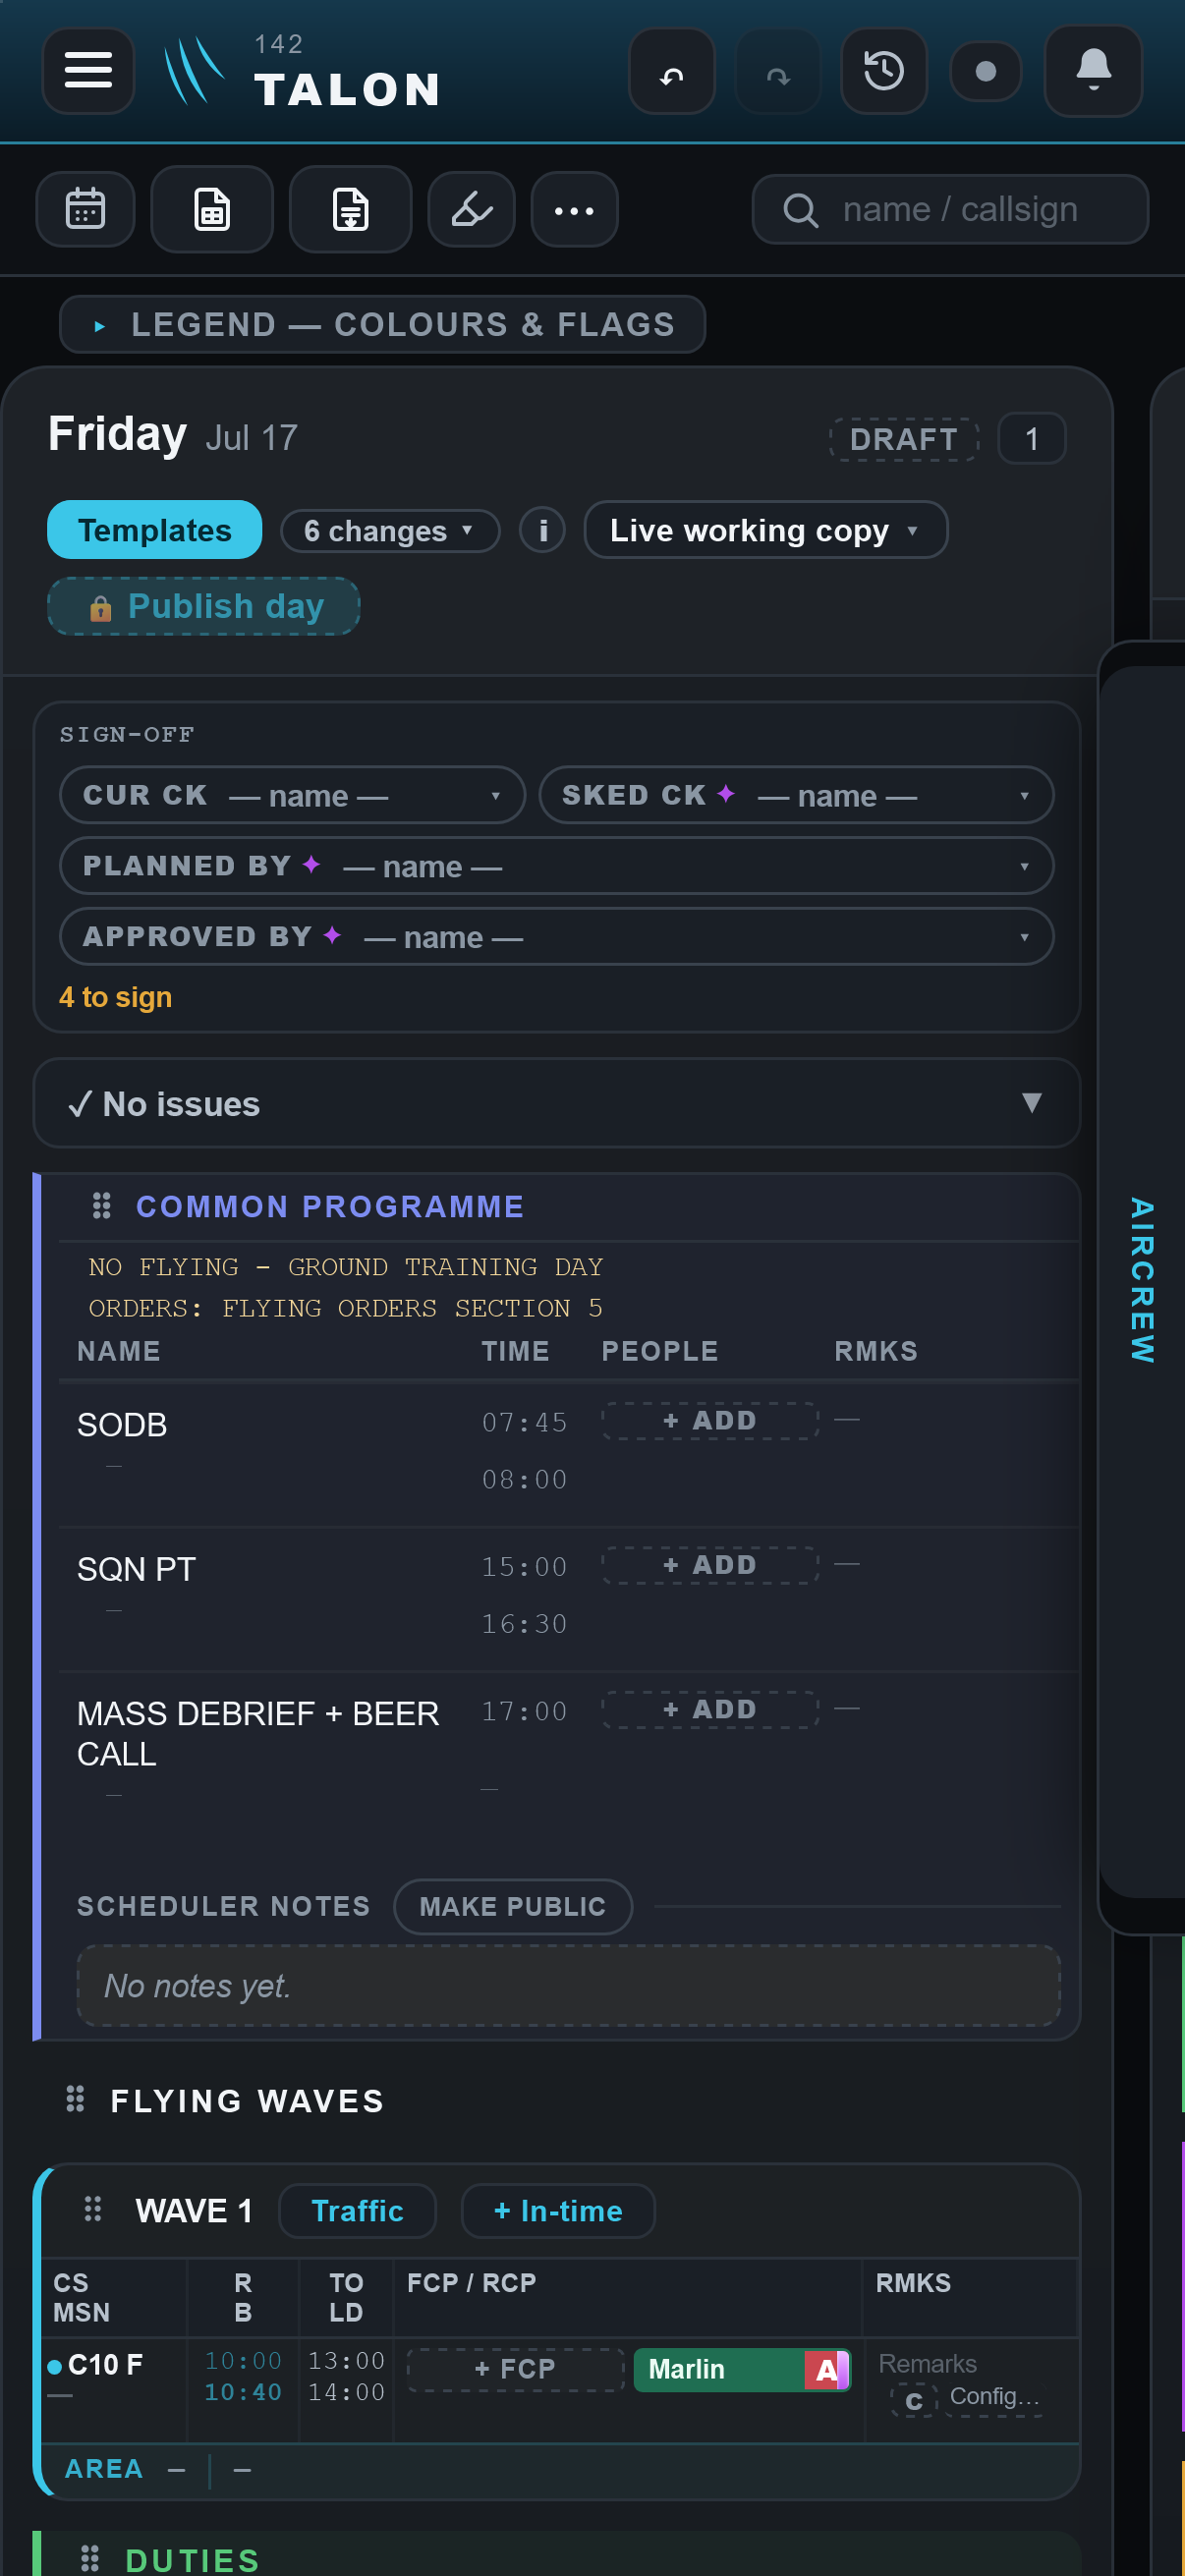 142
TALON
name / callsign
LEGEND — COLOURS & FLAGS
Friday Jul 17
DRAFT 1
Templates 6 changes i Live working copy
Publish day
SIGN-OFF
CUR CK — name — SKED CK — name —
PLANNED BY — name —
APPROVED BY — name —
4 to sign
✓ No issues
COMMON PROGRAMME
NO FLYING - GROUND TRAINING DAY
ORDERS: FLYING ORDERS SECTION 5
NAME TIME PEOPLE RMKS
SODB 07:45 + ADD —
— 08:00
SQN PT 15:00 + ADD —
— 16:30
MASS DEBRIEF + BEER 17:00 + ADD —
CALL
— —
AIRCREW
SCHEDULER NOTES MAKE PUBLIC
No notes yet.
FLYING WAVES
WAVE 1 Traffic + In-time
CS R TO FCP / RCP RMKS
MSN B LD
C10 F 10:00 13:00 + FCP Marlin A Remarks
— 10:40 14:00 C Config...
AREA — | —
DUTIES